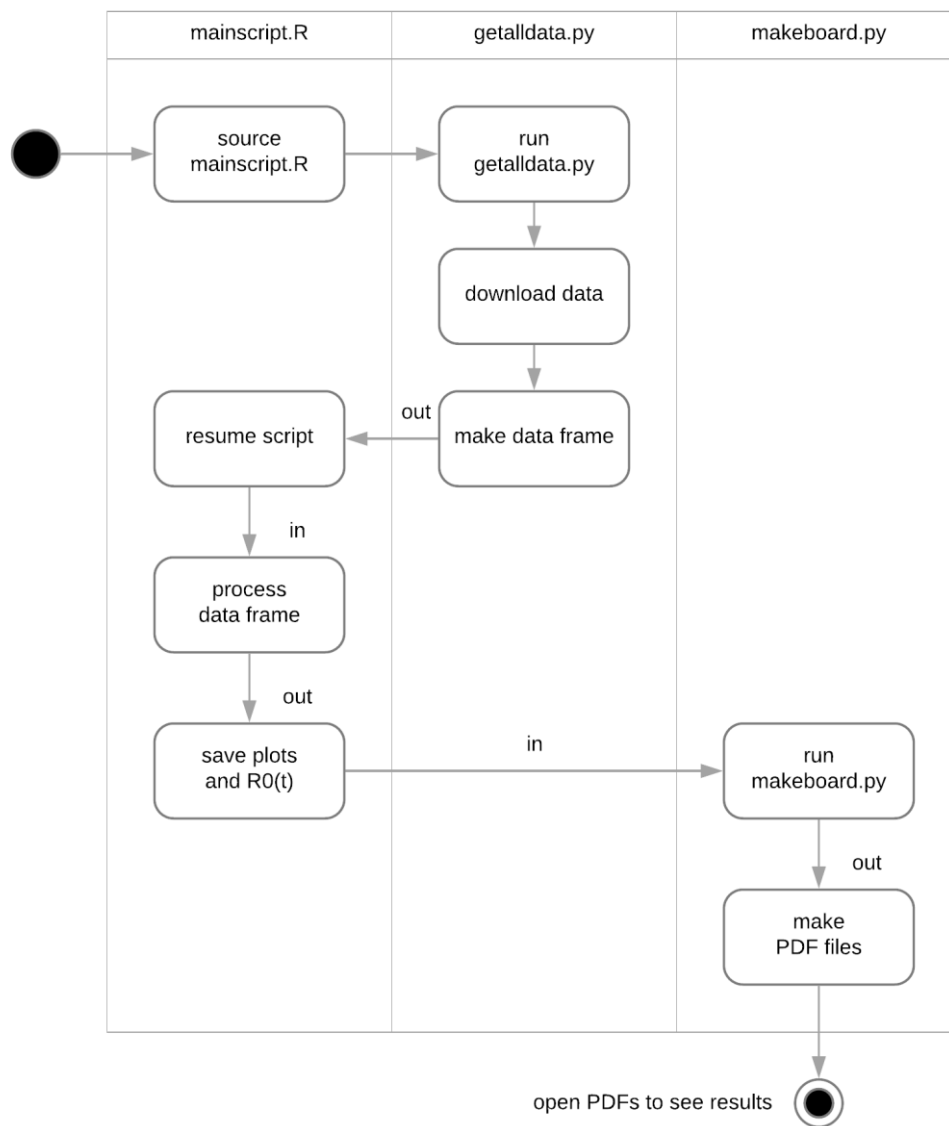 mainscript.R
getalldata.py
makeboard.py
source
mainscript.R
run
getalldata.py
download data
make data frame
out
resume script
in
process
data frame
out
save plots
and R0(t)
in
run
makeboard.py
out
make
PDF files
open PDFs to see results